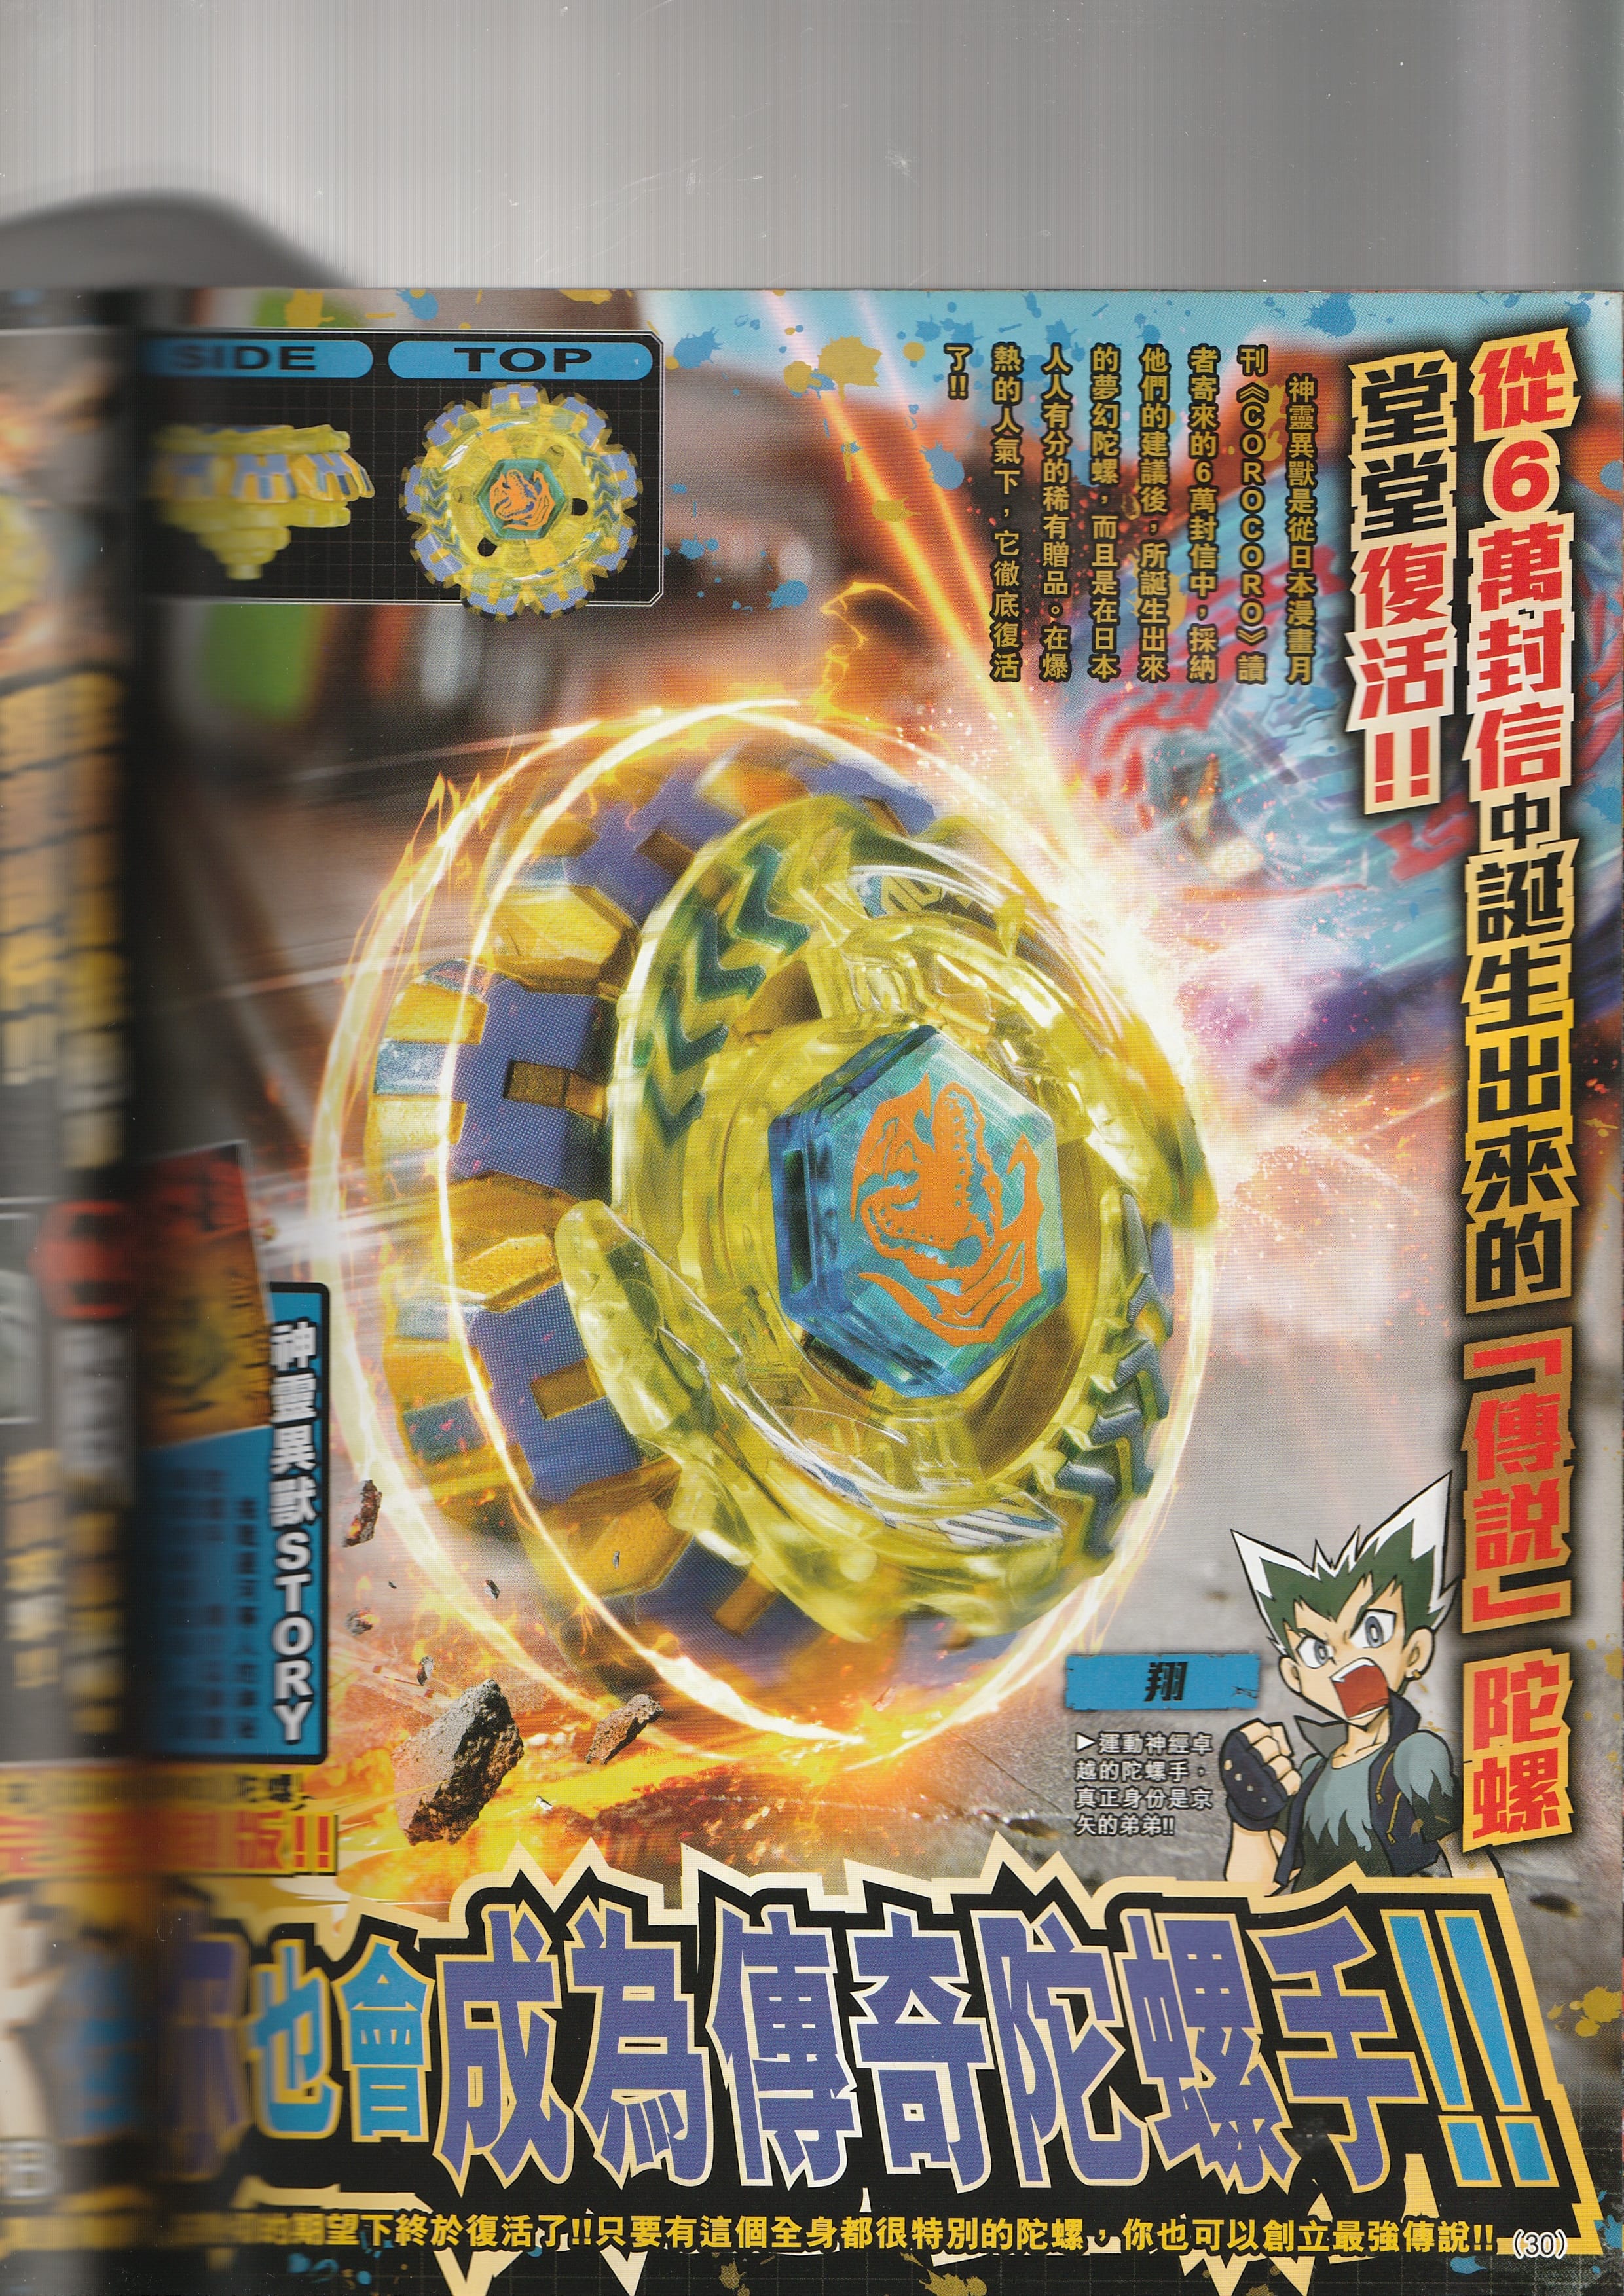 從6萬封信中誕生出來的「傳說」陀螺
堂堂復活!!
神靈異獸是從日本漫畫月
刊《COROCORO》讀
者寄來的6萬封信中，採納
他們的建議後，所誕生出來
的夢幻陀螺，而且是在日本
人人有分的稀有贈品。在爆
熱的人氣下，它徹底復活
了!!
SIDE
TOP
神靈異獸STORY
翔
▶運動神經卓
越的陀螺手，
真正身份是京
矢的弟弟!!
陀螺
版!!
你也會成為傳奇陀螺手!!
的期望下終於復活了!!只要有這個全身都很特別的陀螺，你也可以創立最強傳說!!
(30)